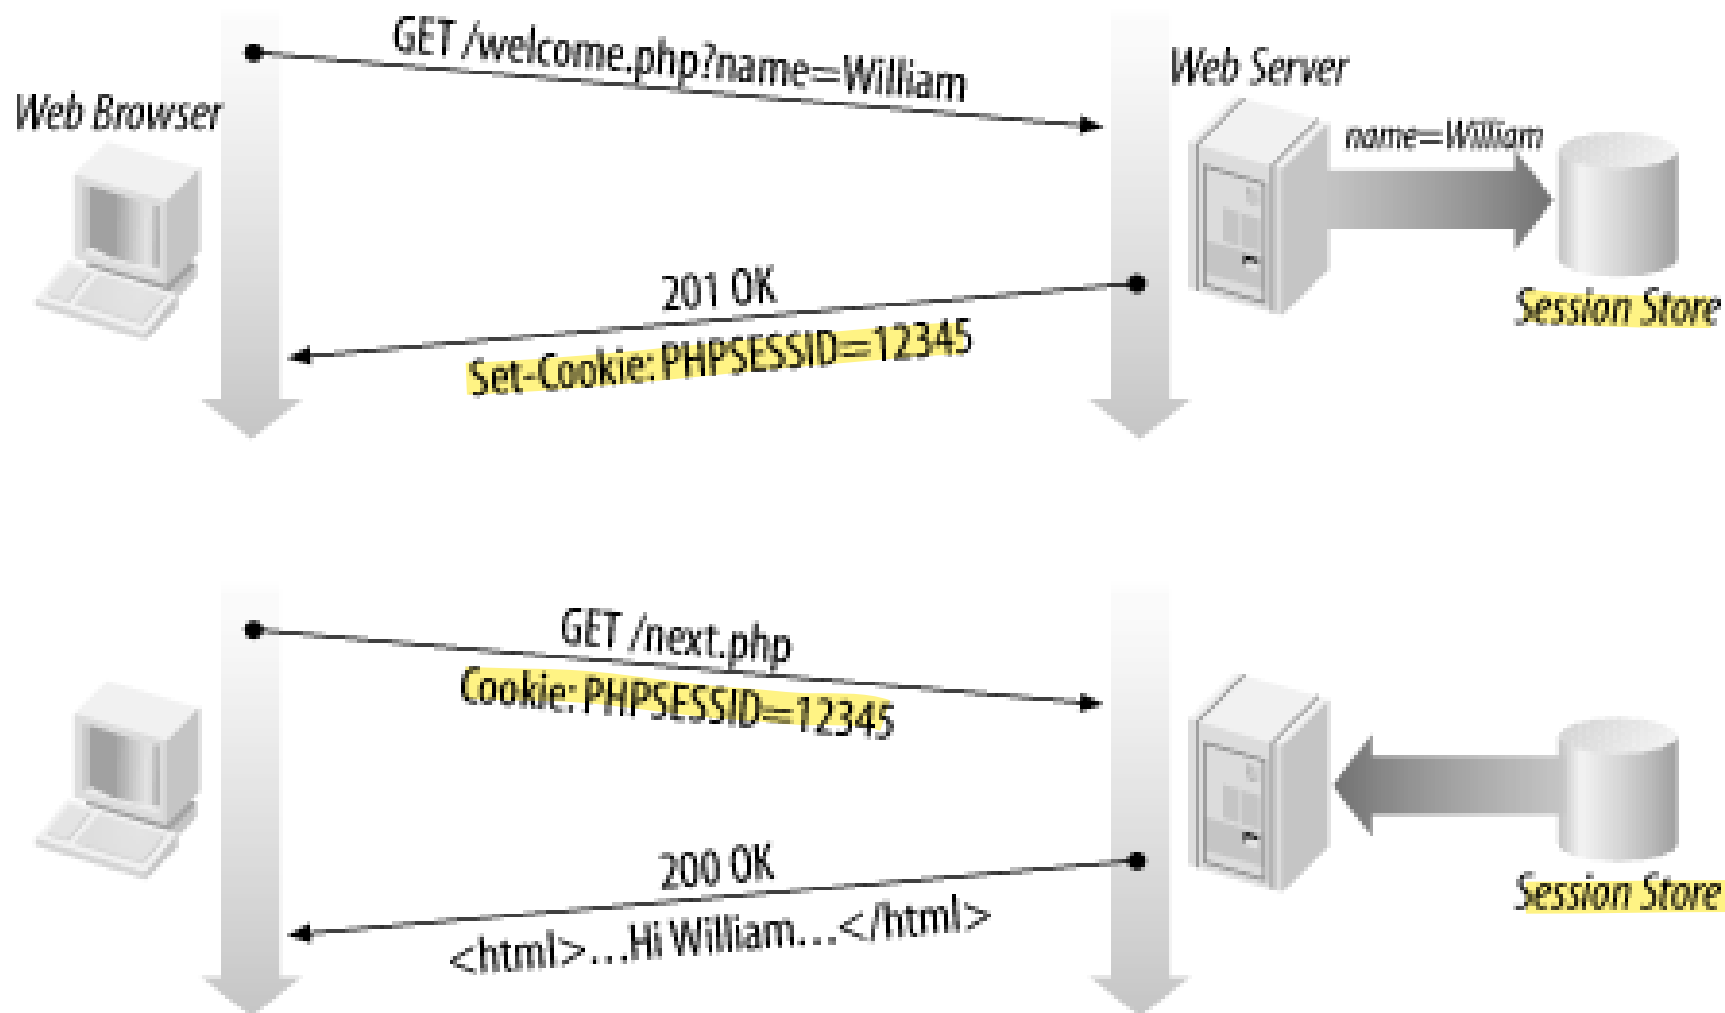 GET /welcome.php?name=William
Web Browser
Web Server
name=William
Session Store
201 OK
Set-Cookie: PHPSESSID=12345
GET /next.php
Cookie: PHPSESSID=12345
Session Store
200 OK
<html>...Hi William...</html>